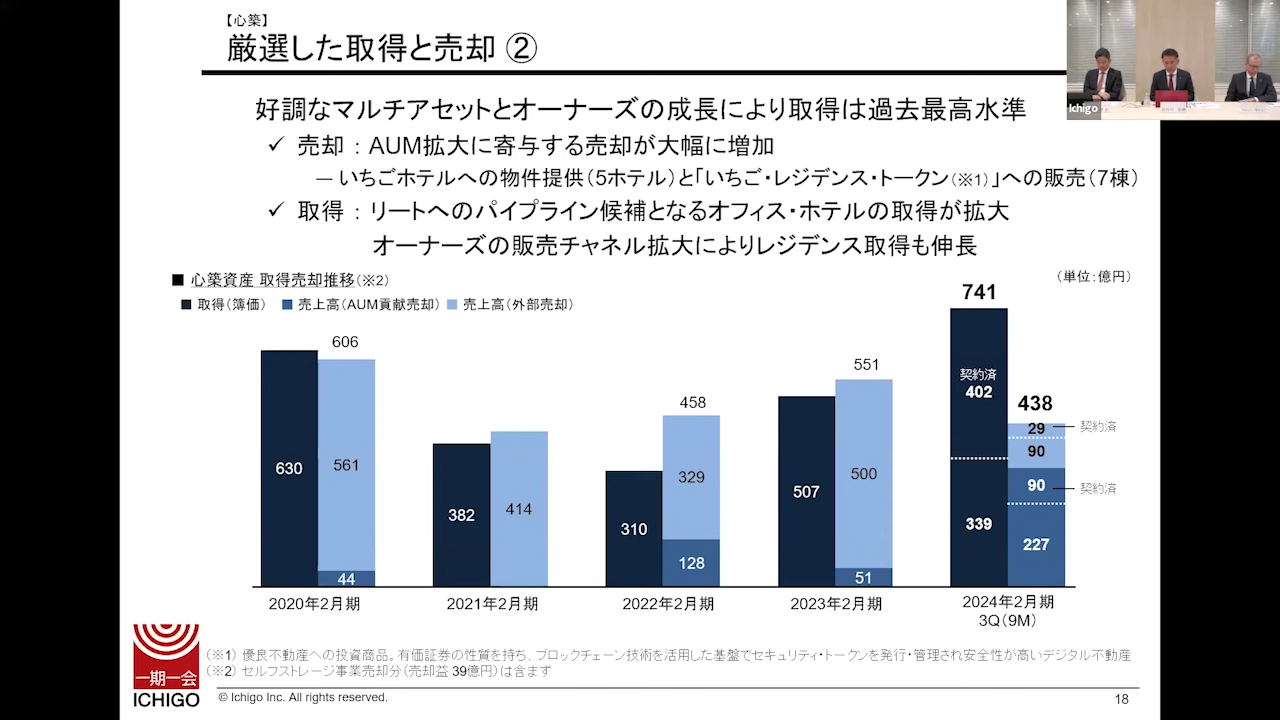 【心築】
厳選した取得と売却 ②
Ichigo
好調なマルチアセットとオーナーズの成長により取得は過去最高水準
✓ 売却 : AUM拡大に寄与する売却が大幅に増加
― いちごホテルへの物件提供(5ホテル)と「いちご・レジデンス・トークン(※1)」への販売(7棟)
✓ 取得 : リートへのパイプライン候補となるオフィス・ホテルの取得が拡大
オーナーズの販売チャネル拡大によりレジデンス取得も伸長
■ 心築資産 取得売却推移(※2)
(単位:億円)
■ 取得(簿価) ■ 売上高(AUM貢献売却) ■ 売上高(外部売却)
606
630
561
44
382
414
458
310
329
128
551
507
500
51
741
契約済
402
339
438
29
契約済
90
90
契約済
227
2020年2月期
2021年2月期
2022年2月期
2023年2月期
2024年2月期
3Q(9M)
(※1) 優良不動産への投資商品。有価証券の性質を持ち、ブロックチェーン技術を活用した基盤でセキュリティ・トークンを発行・管理され安全性が高いデジタル不動産
(※2) セルフストレージ事業売却分(売却益 39億円)は含まず
一期一会
ICHIGO
© Ichigo Inc. All rights reserved.
18